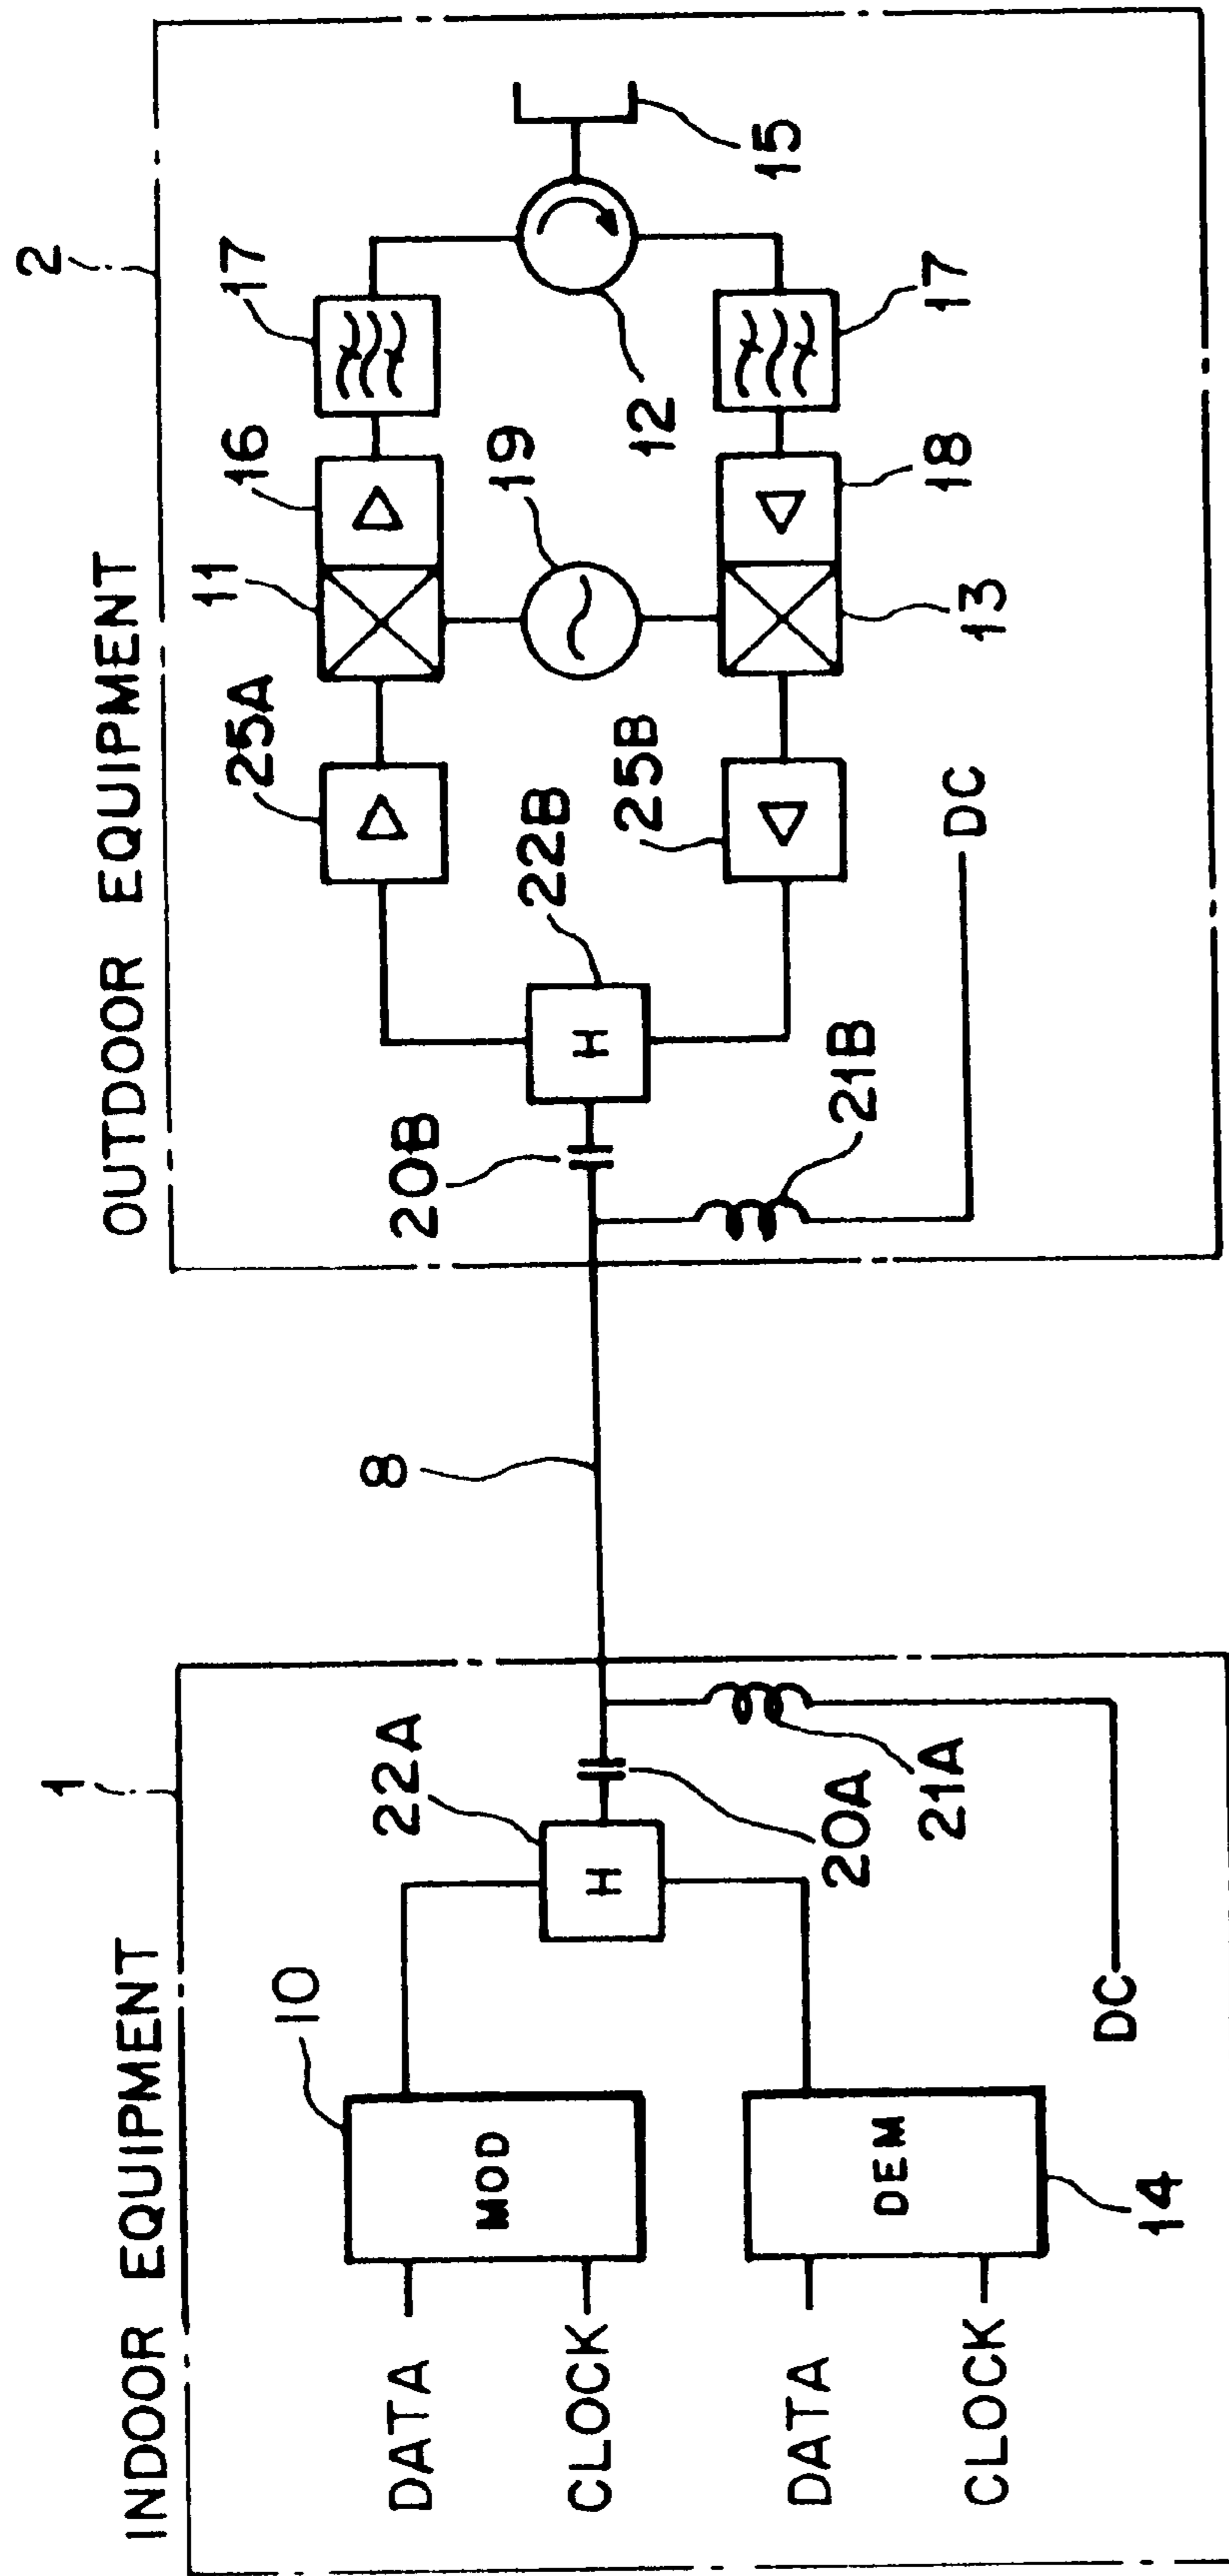 OUTDOOR EQUIPMENT
2
INDOOR EQUIPMENT
1
DATA
CLOCK
MOD
10
DATA
CLOCK
DEM
14
22A
H
20A
21A
DC
8
20B
22B
H
21B
DC
25A
11
16
17
25B
19
12
15
13
18
17